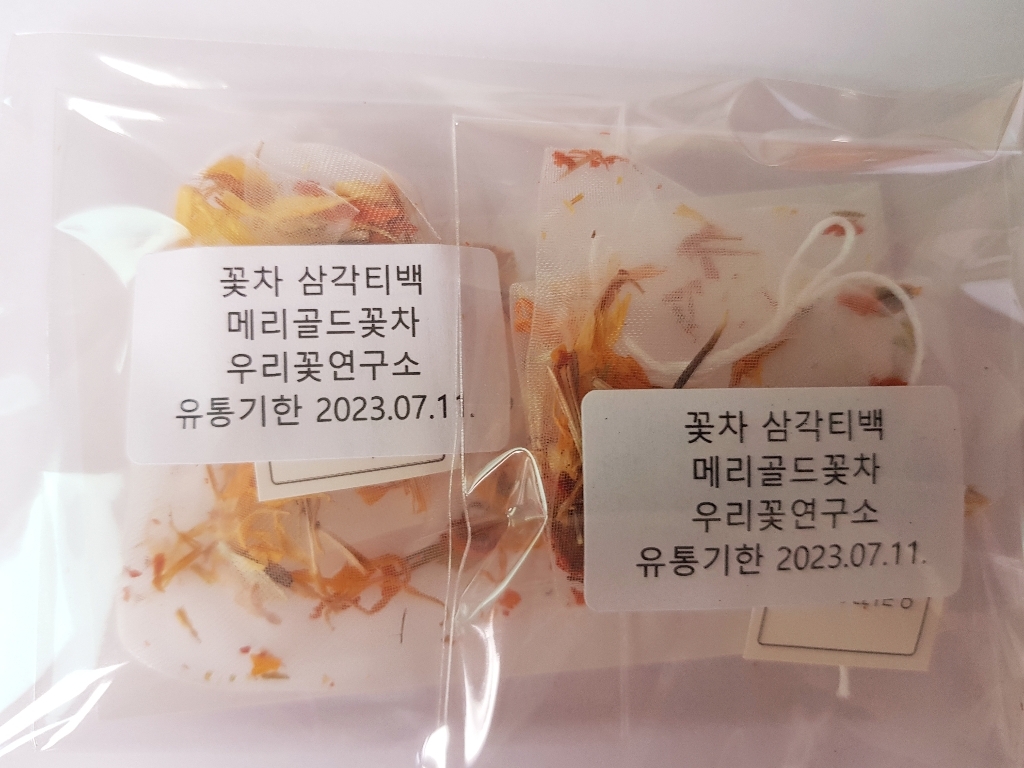 꽃차 삼각티백
메리골드꽃차
우리꽃연구소
유통기한 2023.07.11.
꽃차 삼각티백
메리골드꽃차
우리꽃연구소
유통기한 2023.07.11.